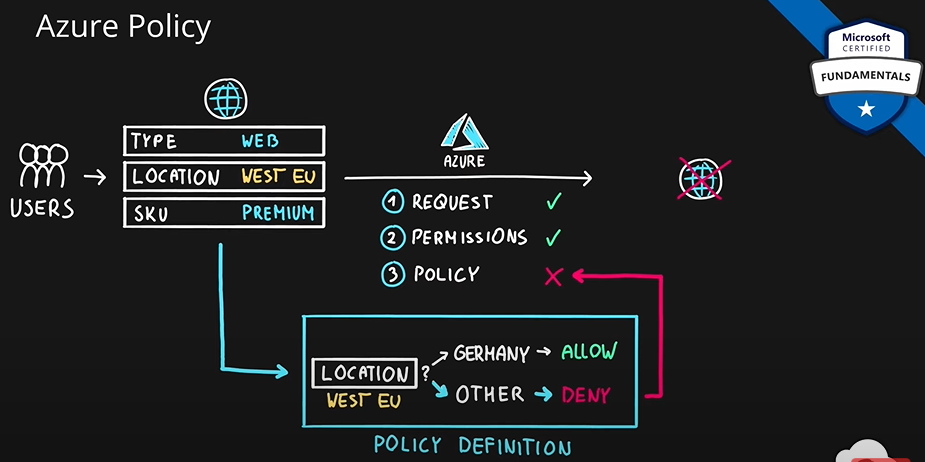 Azure Policy
Microsoft
CERTIFIED
FUNDAMENTALS
TYPE WEB
LOCATION WEST EU
SKU PREMIUM
USERS
AZURE
1 REQUEST ✓
2 PERMISSIONS ✓
3 POLICY X
LOCATION ?
WEST EU
GERMANY → ALLOW
OTHER → DENY
POLICY DEFINITION